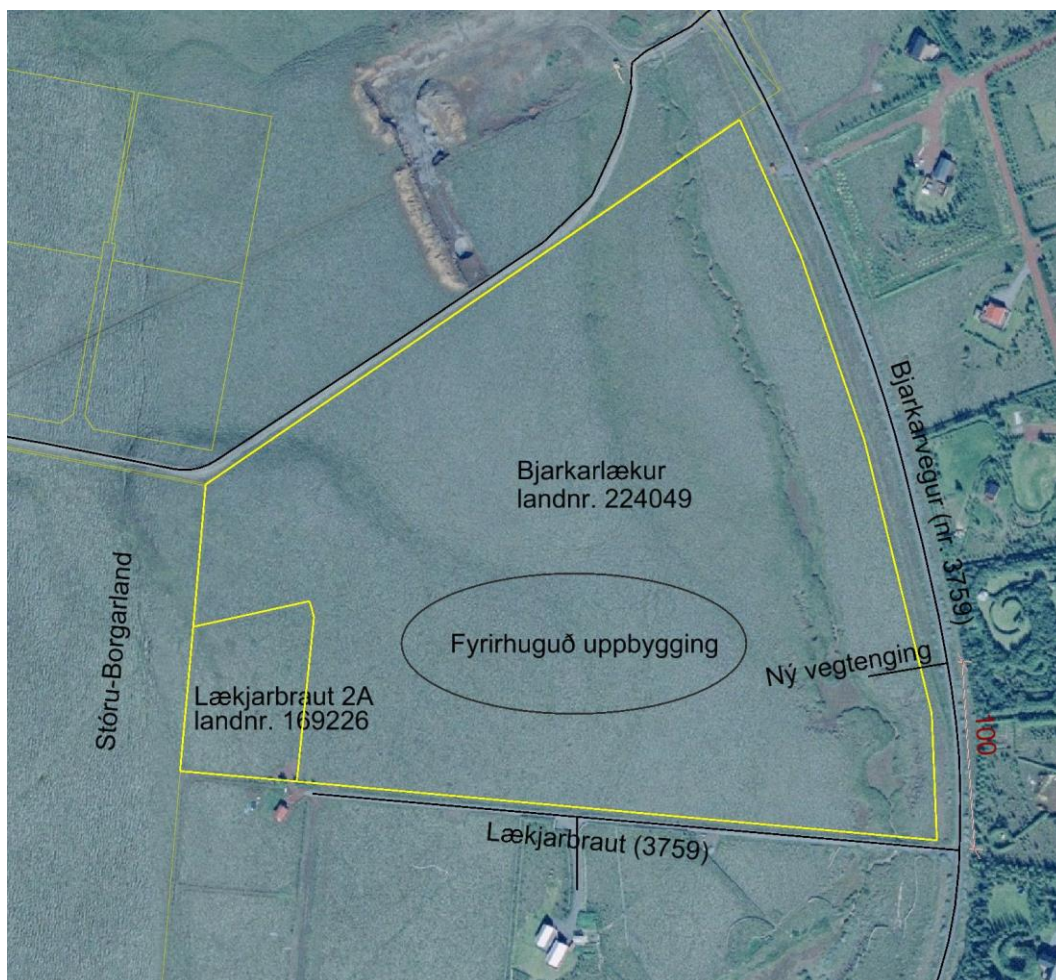 Bjarkarvegur (nr. 3759)
Bjarkarlækur
landnr. 224049
Stóru-Borgarland
Fyrirhuguð uppbygging
Ný vegtenging
Lækjarbraut 2A
landnr. 169226
100
Lækjarbraut (3759)